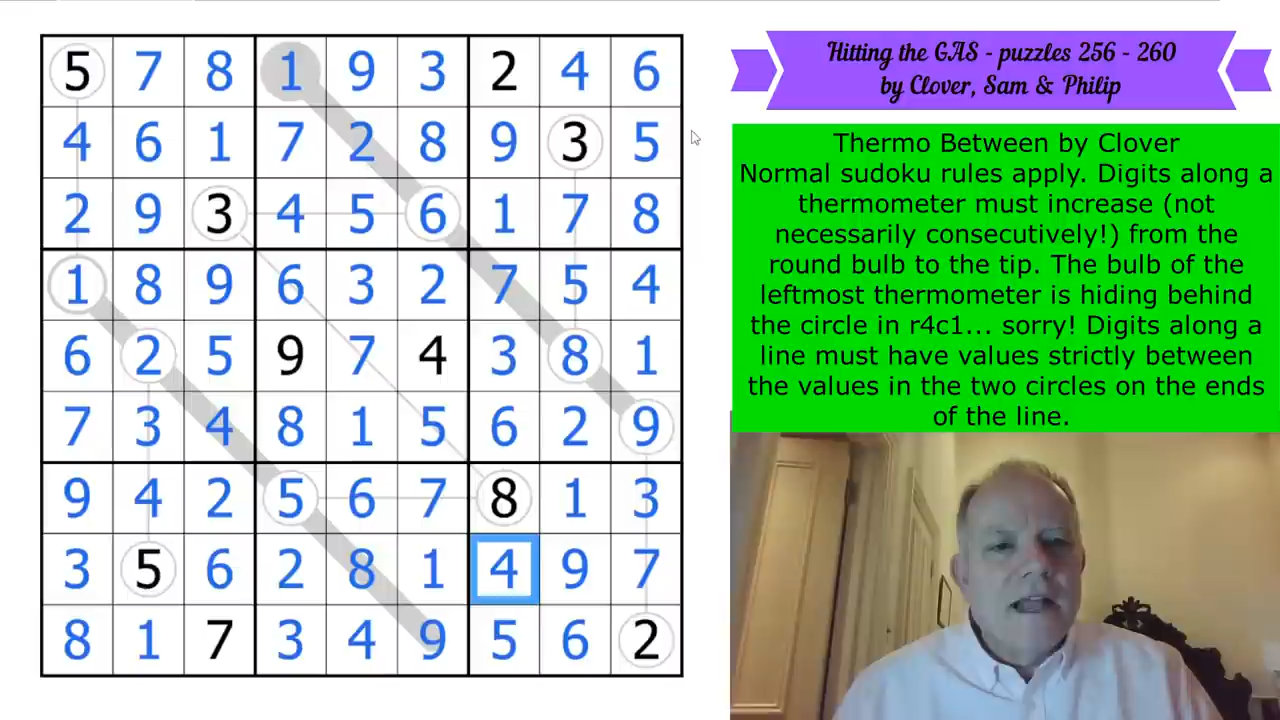 Hitting the GAS - puzzles 256 - 260
by Clover, Sam & Philip
Thermo Between by Clover
Normal sudoku rules apply. Digits along a
thermometer must increase (not
necessarily consecutively!) from the
round bulb to the tip. The bulb of the
leftmost thermometer is hiding behind
the circle in r4c1... sorry! Digits along a
line must have values strictly between
the values in the two circles on the ends
of the line.
5 7 8 1 9 3 2 4 6
4 6 1 7 2 8 9 3 5
2 9 3 4 5 6 1 7 8
1 8 9 6 3 2 7 5 4
6 2 5 9 7 4 3 8 1
7 3 4 8 1 5 6 2 9
9 4 2 5 6 7 8 1 3
3 5 6 2 8 1 4 9 7
8 1 7 3 4 9 5 6 2